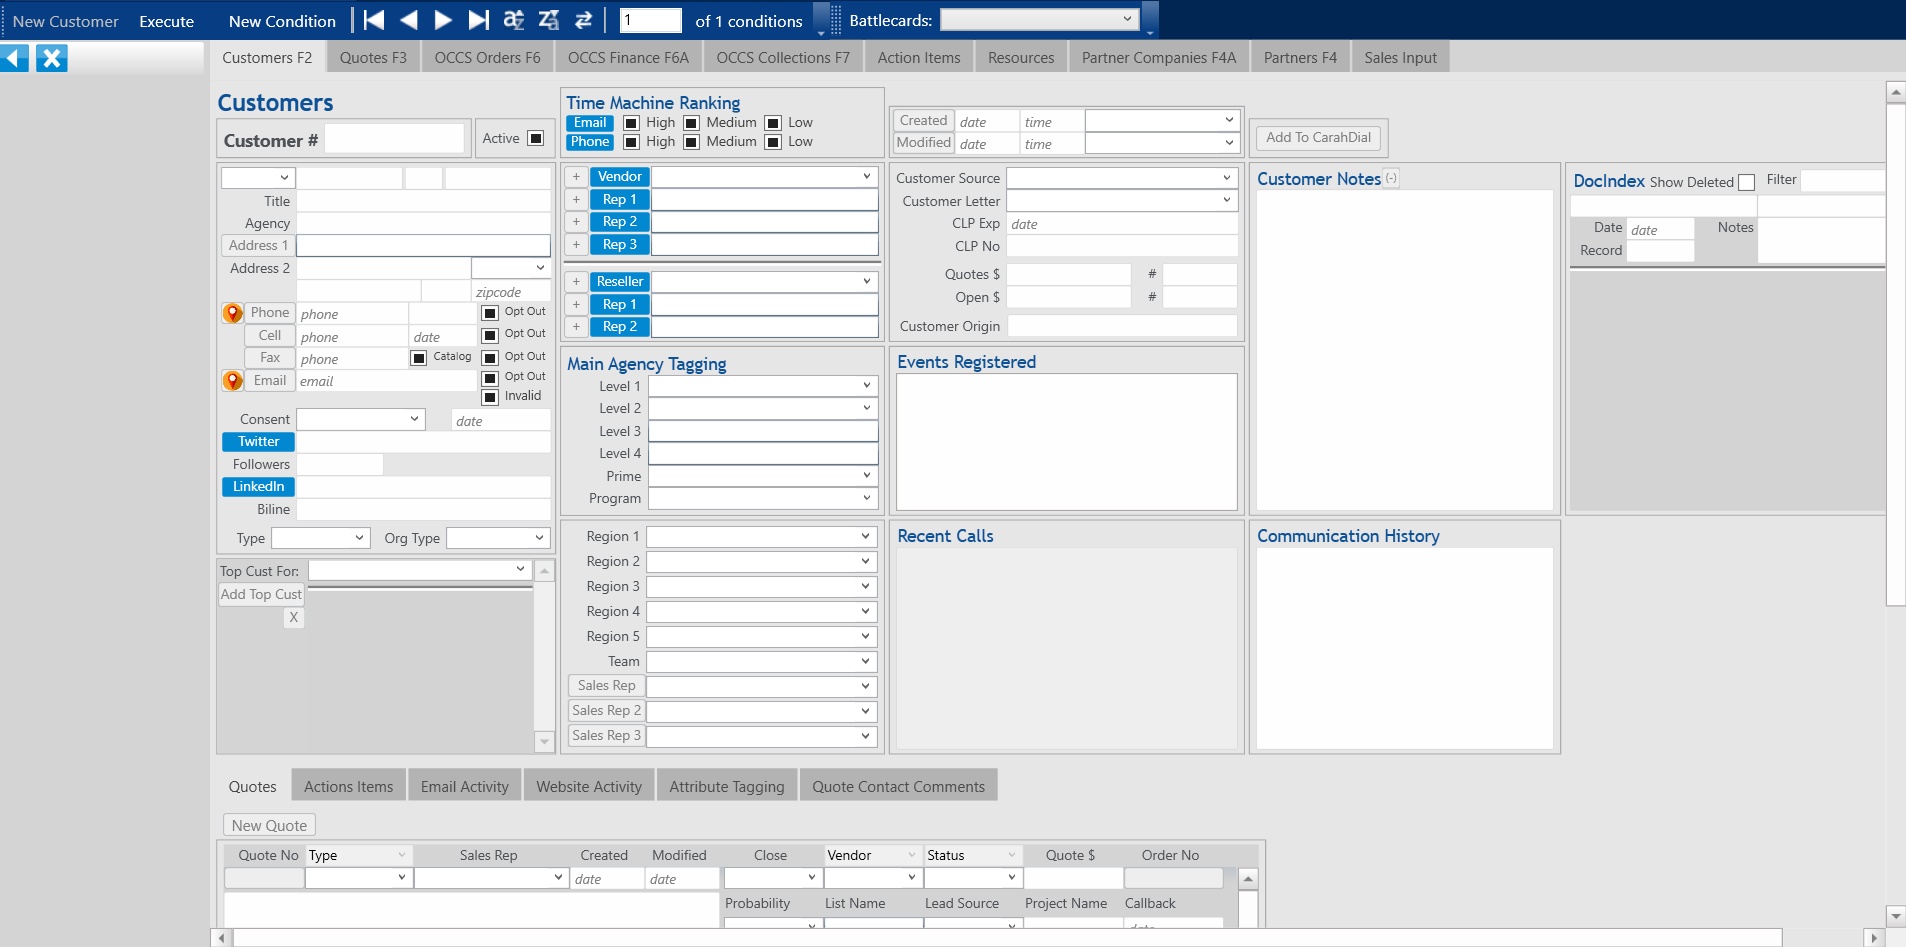 New Customer Execute New Condition 1 of 1 conditions Battlecards:
Customers F2 Quotes F3 OCCS Orders F6 OCCS Finance F6A OCCS Collections F7 Action Items Resources Partner Companies F4A Partners F4 Sales Input
Customers
Customer # Active
Title
Agency
Address 1
Address 2
zipcode
Phone phone Opt Out
Cell phone date Opt Out
Fax phone Catalog Opt Out
Email email Opt Out
Invalid
Consent date
Twitter
Followers
LinkedIn
Biline
Type Org Type
Top Cust For:
Add Top Cust
X
Time Machine Ranking
Email High Medium Low
Phone High Medium Low
+ Vendor
+ Rep 1
+ Rep 2
+ Rep 3
+ Reseller
+ Rep 1
+ Rep 2
Main Agency Tagging
Level 1
Level 2
Level 3
Level 4
Prime
Program
Region 1
Region 2
Region 3
Region 4
Region 5
Team
Sales Rep
Sales Rep 2
Sales Rep 3
Created date time
Modified date time
Customer Source
Customer Letter
CLP Exp date
CLP No
Quotes $ #
Open $ #
Customer Origin
Events Registered
Recent Calls
Add To CarahDial
Customer Notes (-)
Communication History
DocIndex Show Deleted Filter
Date date Notes
Record
Quotes Actions Items Email Activity Website Activity Attribute Tagging Quote Contact Comments
New Quote
Quote No Type Sales Rep Created Modified Close Vendor Status Quote $ Order No
date date
Probability List Name Lead Source Project Name Callback
date